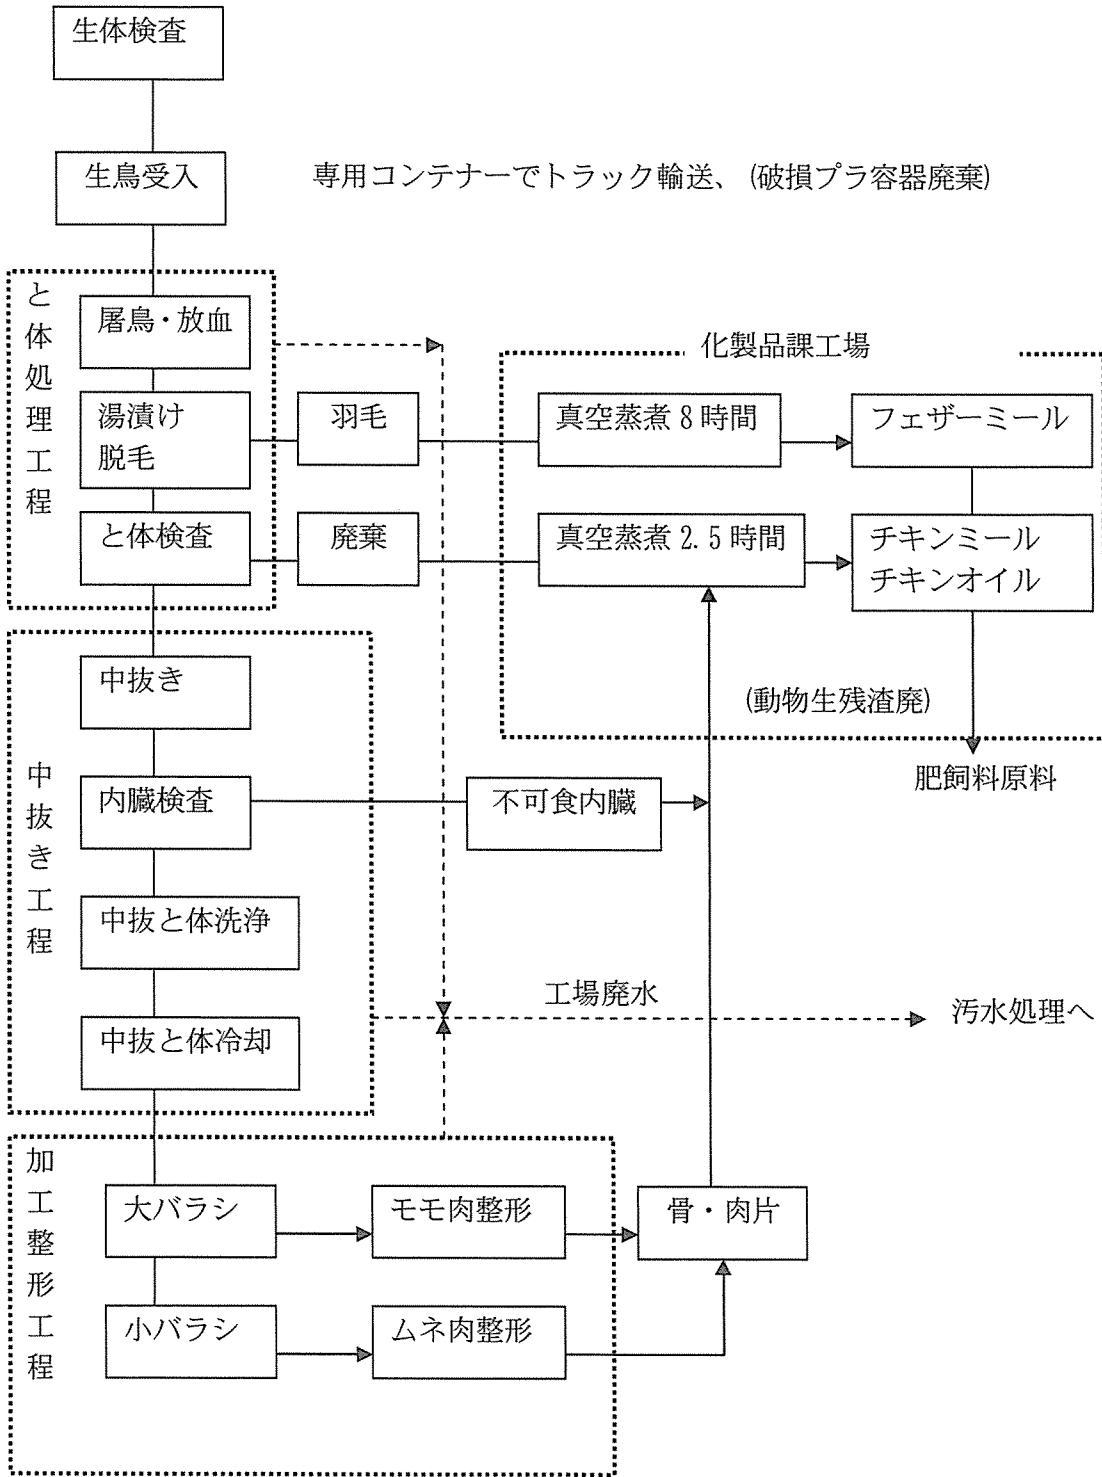 生体検査
生鳥受入
専用コンテナーでトラック輸送、(破損プラ容器廃棄)
と体処理工程
屠鳥・放血
湯漬け
脱毛
と体検査
羽毛
廃棄
化製品課工場
真空蒸煮8時間
フェザーミール
真空蒸煮2.5時間
チキンミール
チキンオイル
(動物生残渣廃)
肥飼料原料
中抜き工程
中抜き
内臓検査
不可食内臓
中抜と体洗浄
中抜と体冷却
工場廃水
汚水処理へ
加工整形工程
大バラシ
モモ肉整形
骨・肉片
小バラシ
ムネ肉整形